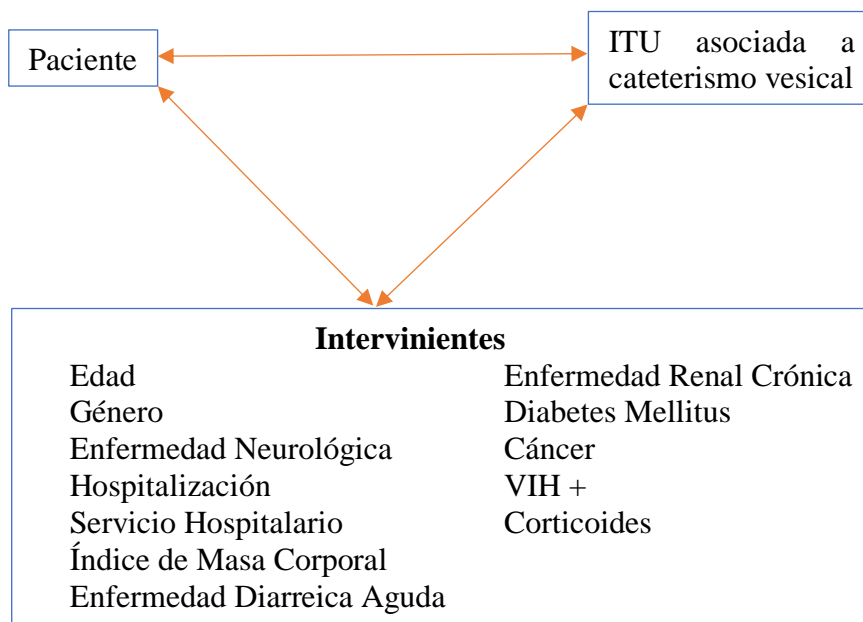 Paciente
ITU asociada a
cateterismo vesical
Intervinientes
Edad
Género
Enfermedad Neurológica
Hospitalización
Servicio Hospitalario
Índice de Masa Corporal
Enfermedad Diarreica Aguda
Enfermedad Renal Crónica
Diabetes Mellitus
Cáncer
VIH +
Corticoides